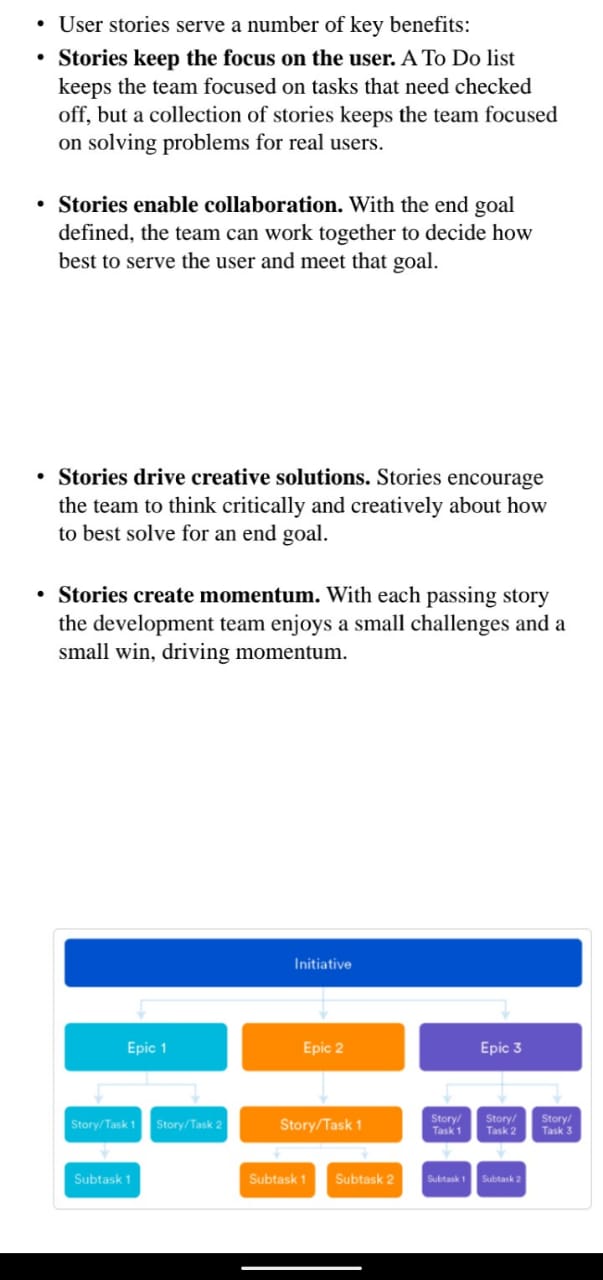 • User stories serve a number of key benefits:
• Stories keep the focus on the user. A To Do list
keeps the team focused on tasks that need checked
off, but a collection of stories keeps the team focused
on solving problems for real users.
• Stories enable collaboration. With the end goal
defined, the team can work together to decide how
best to serve the user and meet that goal.
• Stories drive creative solutions. Stories encourage
the team to think critically and creatively about how
to best solve for an end goal.
• Stories create momentum. With each passing story
the development team enjoys a small challenges and a
small win, driving momentum.
Initiative
Epic 1
Epic 2
Epic 3
Story/Task 1
Story/Task 2
Story/Task 1
Story/
Task 1
Story/
Task 2
Story/
Task 3
Subtask 1
Subtask 1
Subtask 2
Subtask 1
Subtask 2